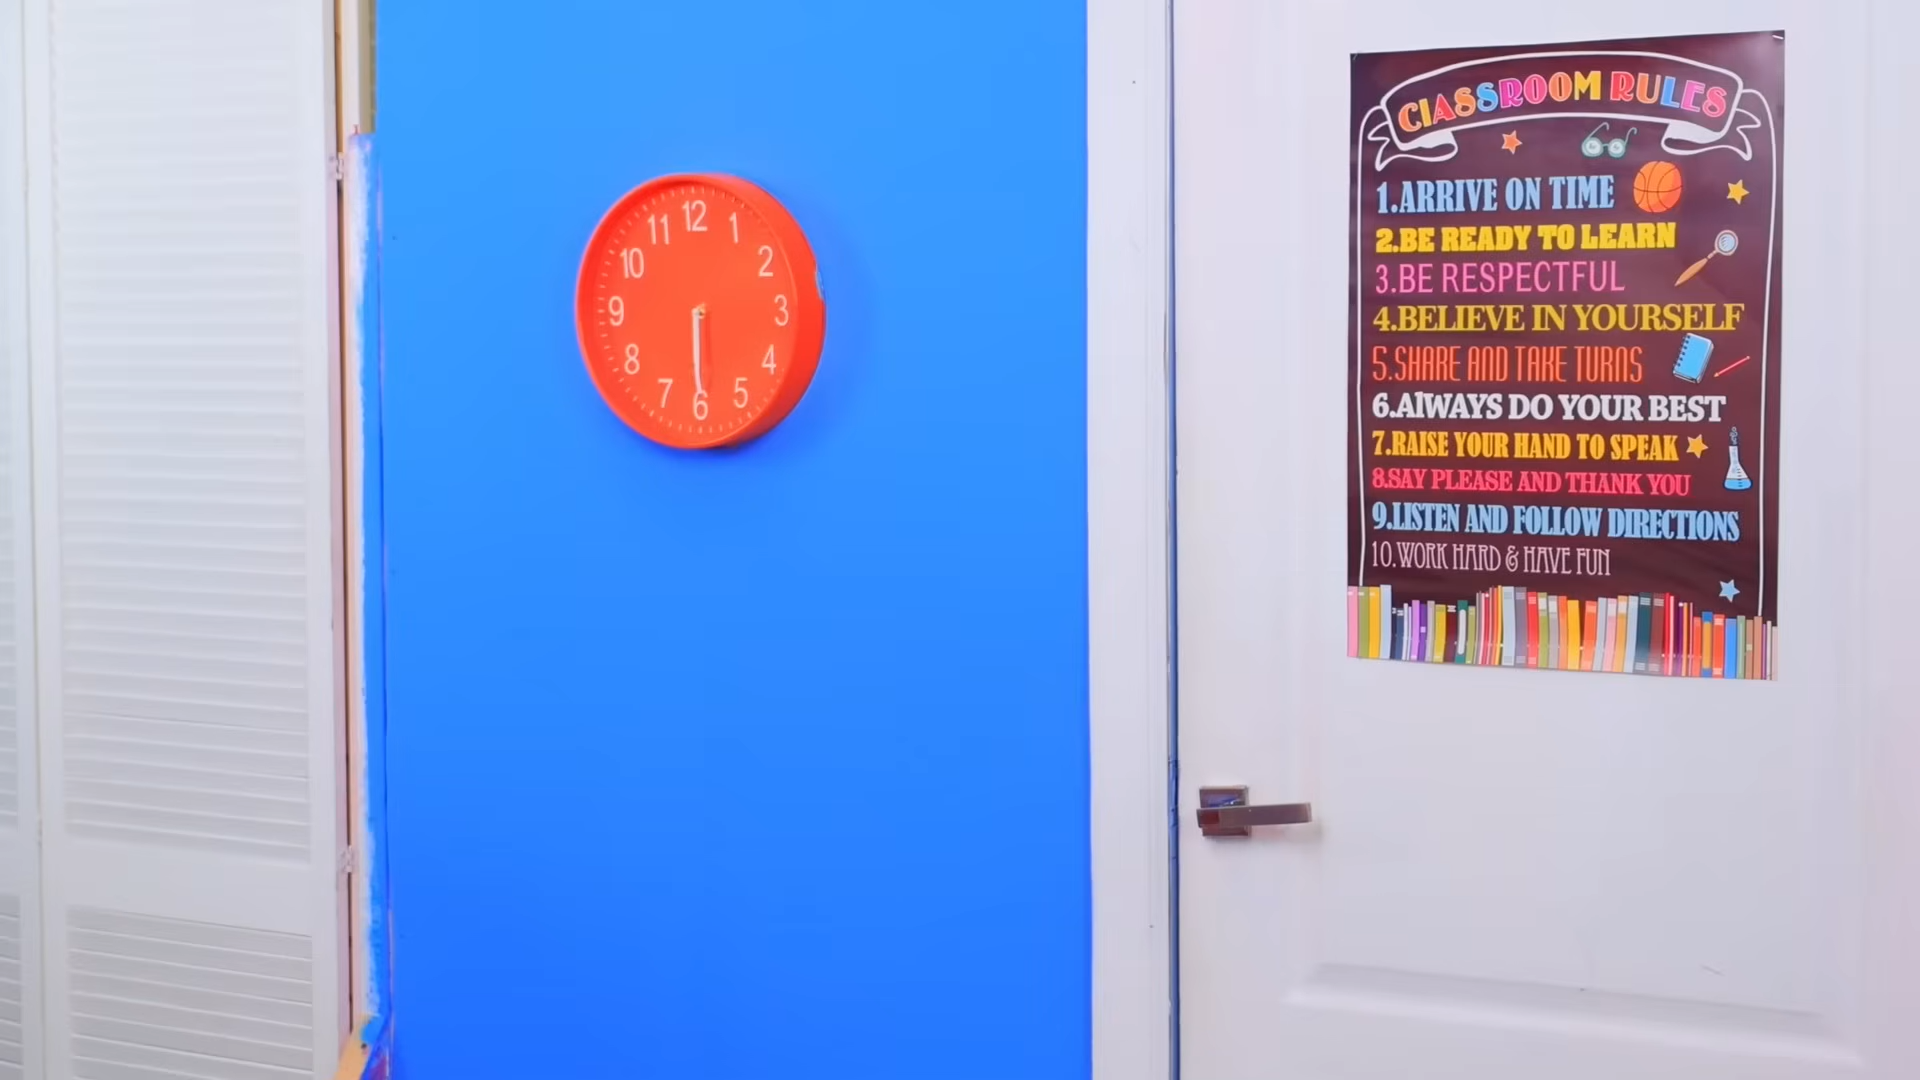 12
11
1
10
2
9
3
8
4
7
5
6
CLASSROOM RULES
1.ARRIVE ON TIME
2.BE READY TO LEARN
3.BE RESPECTFUL
4.BELIEVE IN YOURSELF
5.SHARE AND TAKE TURNS
6.AlWAYS DO YOUR BEST
7.RAISE YOUR HAND TO SPEAK
8.SAY PLEASE AND THANK YOU
9.LISTEN AND FOLLOW DIRECTIONS
10.WORK HARD & HAVE FUN